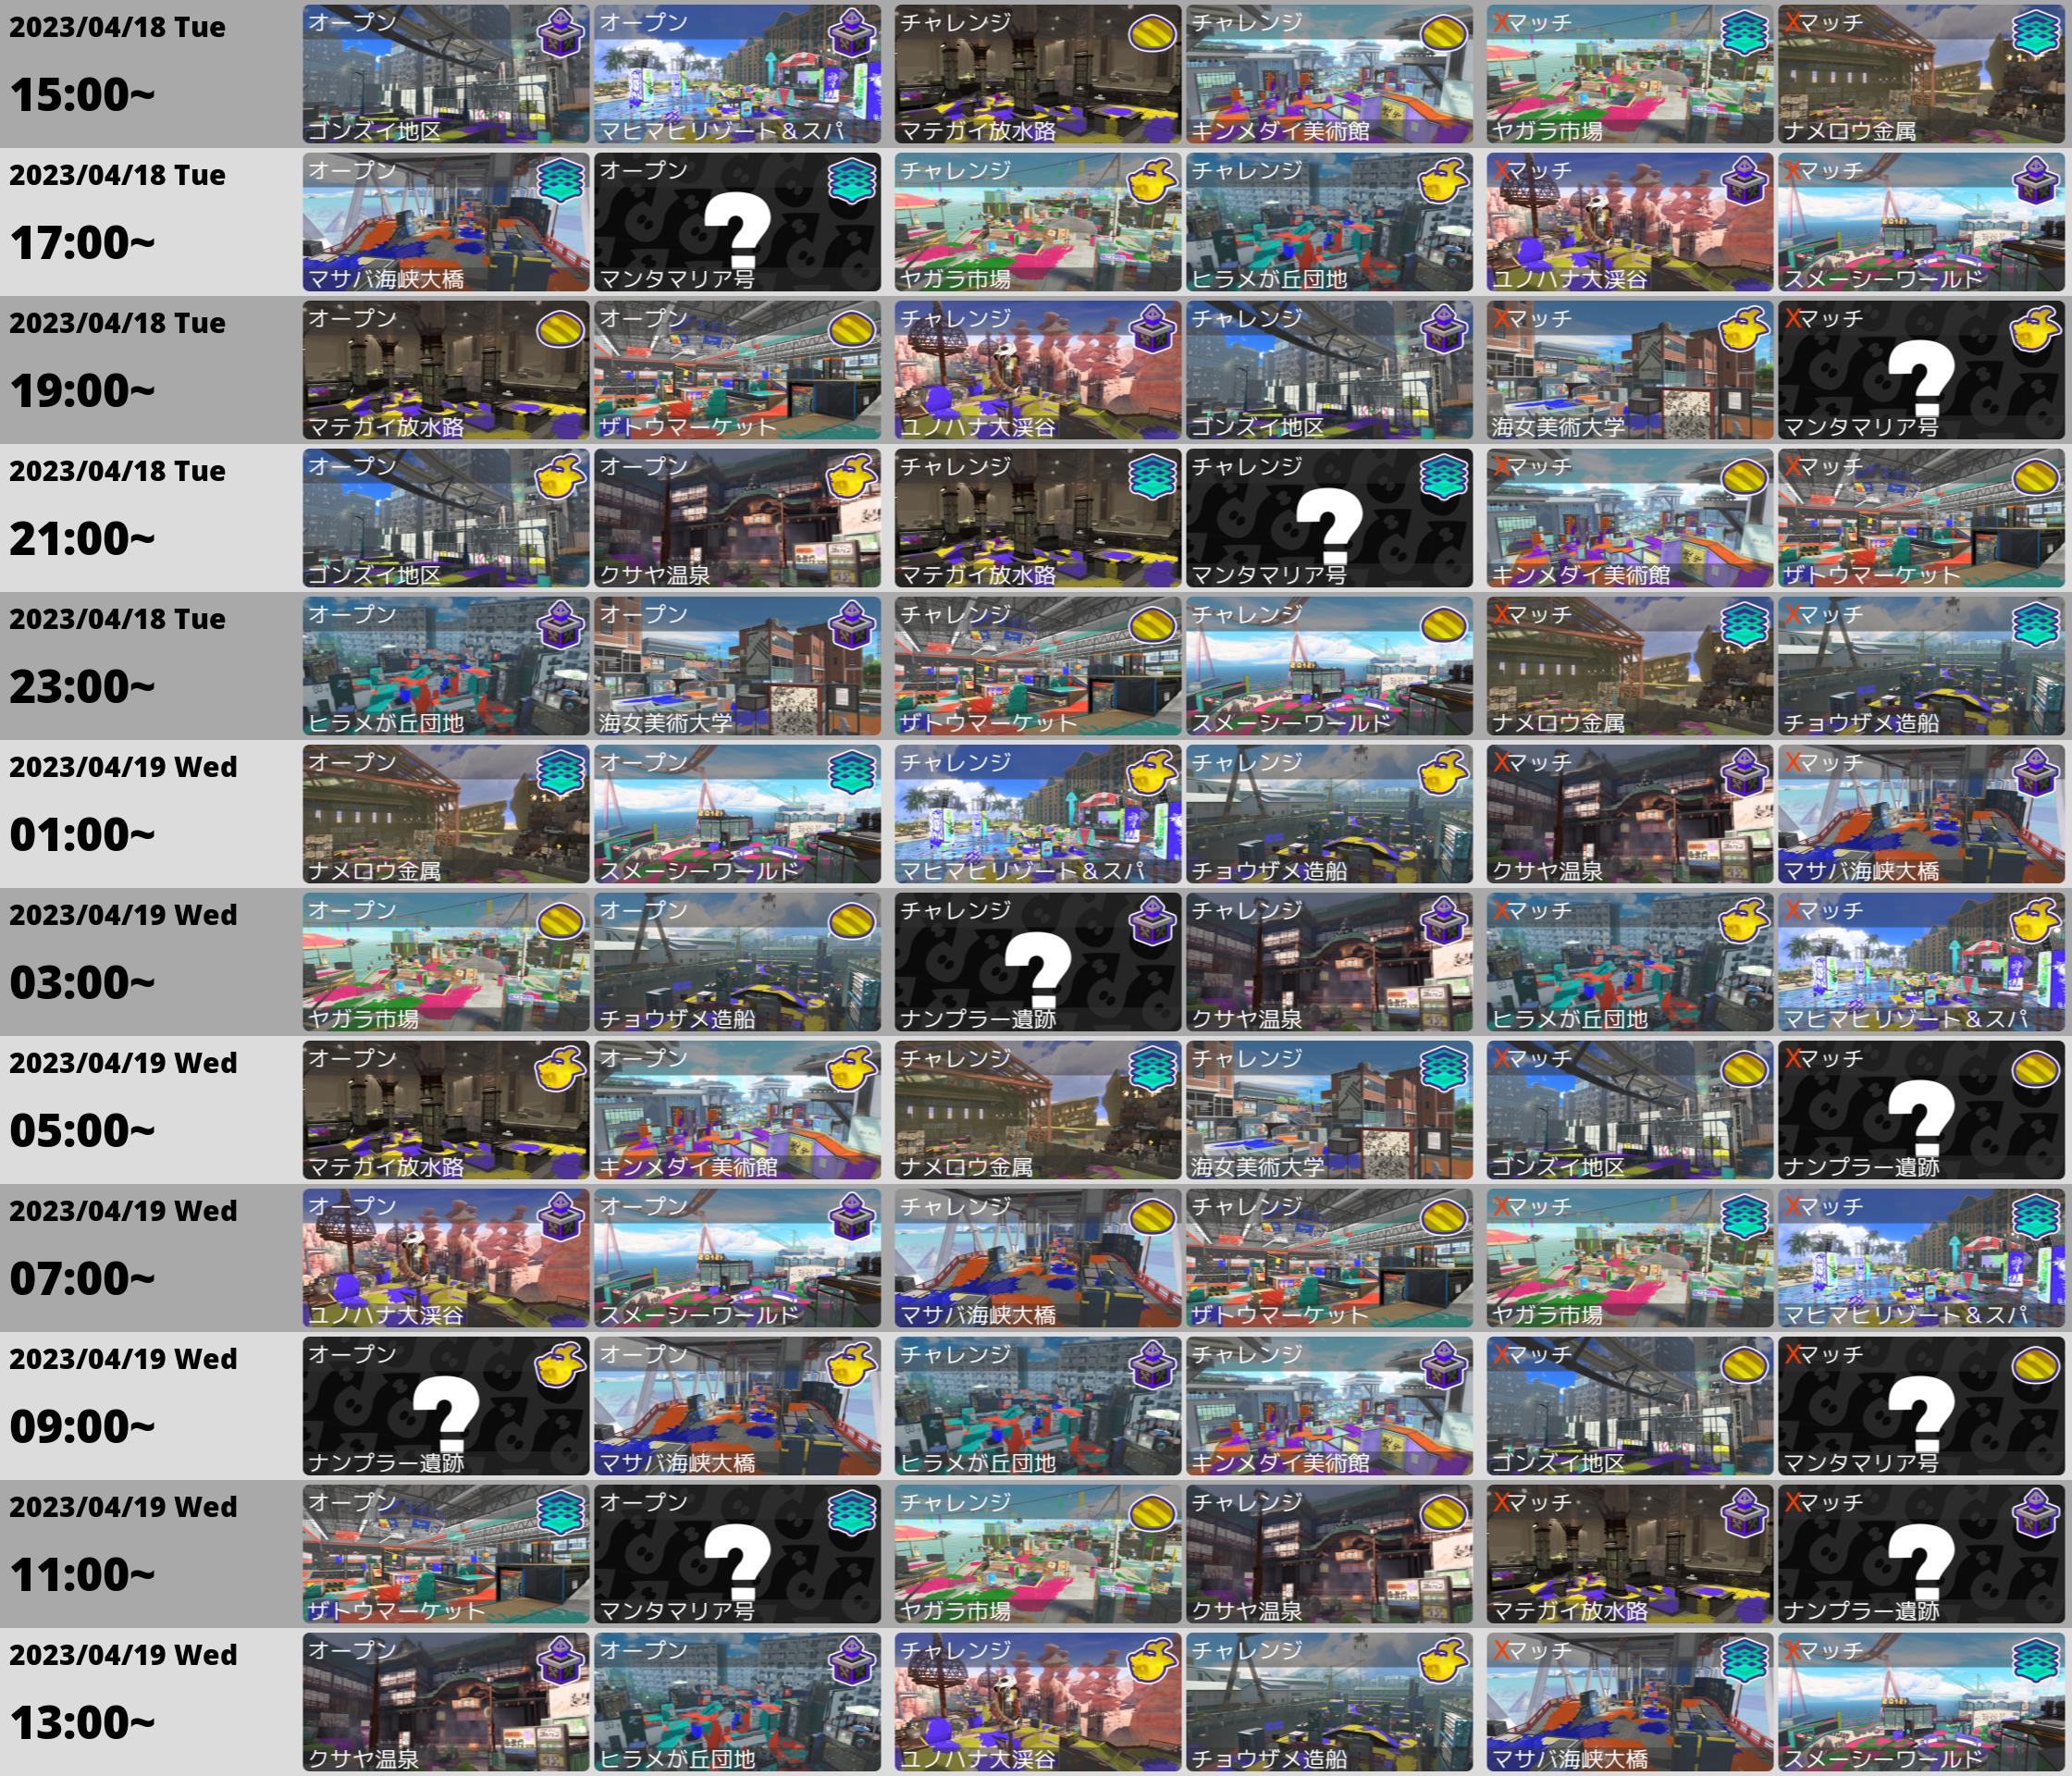 2023/04/18 Tue
15:00~
オープン オープン チャレンジ チャレンジ Xマッチ Xマッチ
ゴンズイ地区 マヒマヒリゾート＆スパ マテガイ放水路 キンメダイ美術館 ヤガラ市場 ナメロウ金属
2023/04/18 Tue
17:00~
オープン オープン チャレンジ チャレンジ Xマッチ Xマッチ
マサバ海峡大橋 マンタマリア号 ヤガラ市場 ヒラメが丘団地 ユノハナ大渓谷 スメーシーワールド
2023/04/18 Tue
19:00~
オープン オープン チャレンジ チャレンジ Xマッチ Xマッチ
マテガイ放水路 ザトウマーケット ユノハナ大渓谷 ゴンズイ地区 海女美術大学 マンタマリア号
2023/04/18 Tue
21:00~
オープン オープン チャレンジ チャレンジ Xマッチ Xマッチ
ゴンズイ地区 クサヤ温泉 マテガイ放水路 マンタマリア号 キンメダイ美術館 ザトウマーケット
2023/04/18 Tue
23:00~
オープン オープン チャレンジ チャレンジ Xマッチ Xマッチ
ヒラメが丘団地 海女美術大学 ザトウマーケット スメーシーワールド ナメロウ金属 チョウザメ造船
2023/04/19 Wed
01:00~
オープン オープン チャレンジ チャレンジ Xマッチ Xマッチ
ナメロウ金属 スメーシーワールド マヒマヒリゾート＆スパ チョウザメ造船 クサヤ温泉 マサバ海峡大橋
2023/04/19 Wed
03:00~
オープン オープン チャレンジ チャレンジ Xマッチ Xマッチ
ヤガラ市場 チョウザメ造船 ナンプラー遺跡 クサヤ温泉 ヒラメが丘団地 マヒマヒリゾート＆スパ
2023/04/19 Wed
05:00~
オープン オープン チャレンジ チャレンジ Xマッチ Xマッチ
マテガイ放水路 キンメダイ美術館 ナメロウ金属 海女美術大学 ゴンズイ地区 ナンプラー遺跡
2023/04/19 Wed
07:00~
オープン オープン チャレンジ チャレンジ Xマッチ Xマッチ
ユノハナ大渓谷 スメーシーワールド マサバ海峡大橋 ザトウマーケット ヤガラ市場 マヒマヒリゾート＆スパ
2023/04/19 Wed
09:00~
オープン オープン チャレンジ チャレンジ Xマッチ Xマッチ
ナンプラー遺跡 マサバ海峡大橋 ヒラメが丘団地 キンメダイ美術館 ゴンズイ地区 マンタマリア号
2023/04/19 Wed
11:00~
オープン オープン チャレンジ チャレンジ Xマッチ Xマッチ
ザトウマーケット マンタマリア号 ヤガラ市場 クサヤ温泉 マテガイ放水路 ナンプラー遺跡
2023/04/19 Wed
13:00~
オープン オープン チャレンジ チャレンジ Xマッチ Xマッチ
クサヤ温泉 ヒラメが丘団地 ユノハナ大渓谷 チョウザメ造船 マサバ海峡大橋 スメーシーワールド